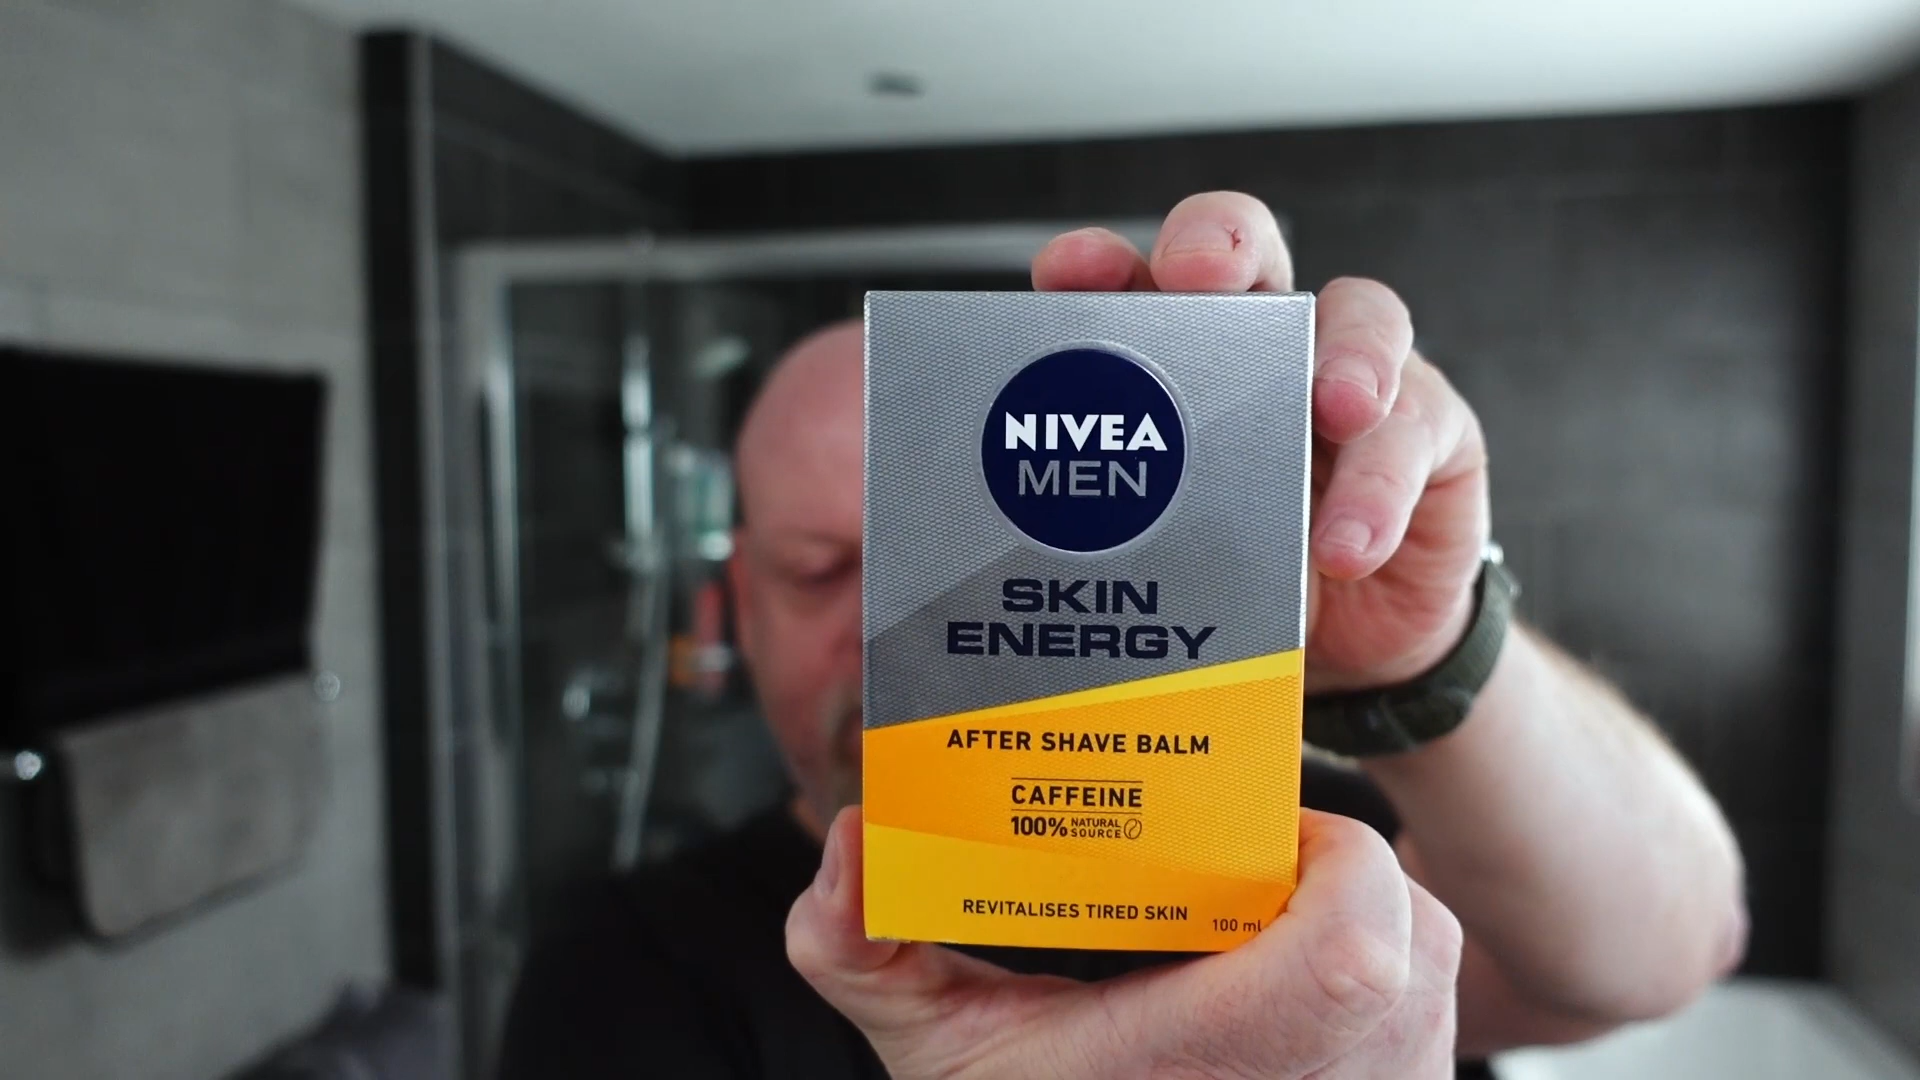 NIVEA
MEN
SKIN
ENERGY
AFTER SHAVE BALM
CAFFEINE
100% NATURAL
SOURCE
REVITALISES TIRED SKIN
100 ml